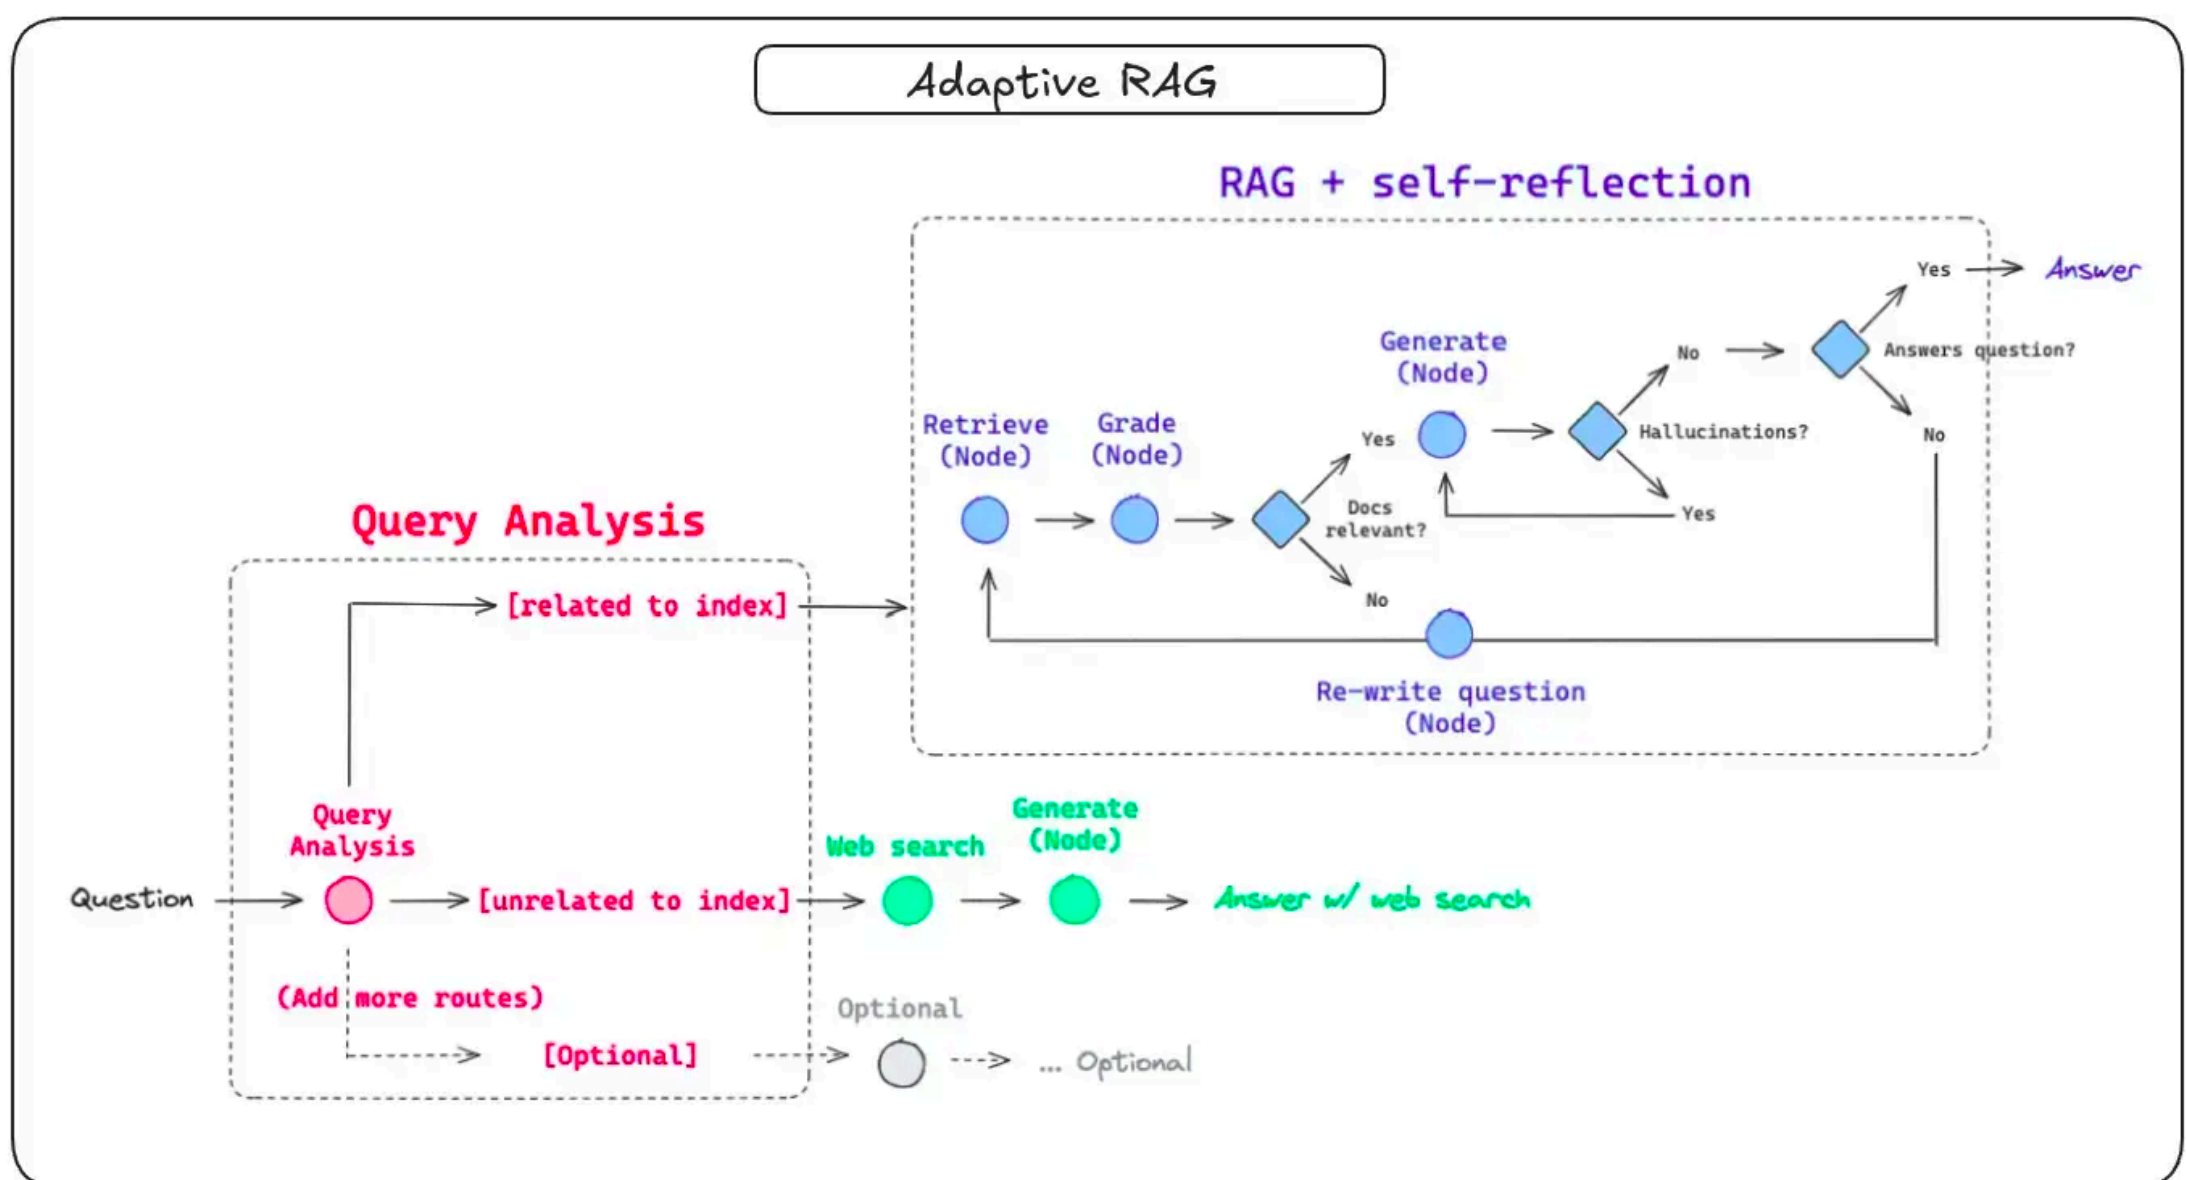 Adaptive RAG
RAG + self-reflection
Yes
Answer
Answers question?
No
No
Generate
(Node)
Hallucinations?
Yes
Retrieve
(Node)
Grade
(Node)
Yes
Docs
relevant?
No
Re-write question
(Node)
Query Analysis
[related to index]
Query
Analysis
Question
[unrelated to index]
Web search
Generate
(Node)
Answer w/ web search
(Add more routes)
[Optional]
Optional
... Optional